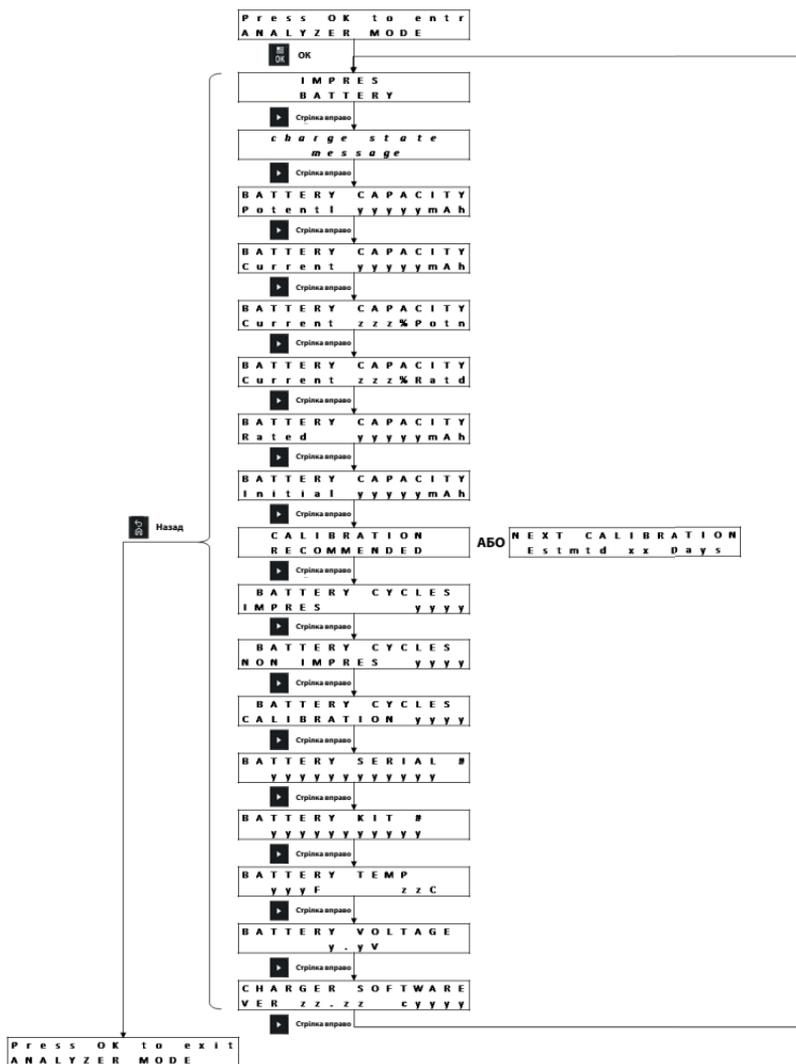 Press OK to entr
ANALYZER MODE
OK
OK
IMPRES
BATTERY
Стрілка вправо
charge state
message
Стрілка вправо
BATTERY CAPACITY
Potentl yyyyymAh
Стрілка вправо
BATTERY CAPACITY
Current yyyyymAh
Стрілка вправо
BATTERY CAPACITY
Current zzz%Potn
Стрілка вправо
BATTERY CAPACITY
Current zzz%Ratd
Стрілка вправо
BATTERY CAPACITY
Rated yyyyymAh
Стрілка вправо
BATTERY CAPACITY
Initial yyyyymAh
Стрілка вправо
Назад
CALIBRATION
RECOMMENDED
АБО
NEXT CALIBRATION
Estmtd xx Days
Стрілка вправо
BATTERY CYCLES
IMPRES yyyy
Стрілка вправо
BATTERY CYCLES
NON IMPRES yyyy
Стрілка вправо
BATTERY CYCLES
CALIBRATION yyyy
Стрілка вправо
BATTERY SERIAL #
yyyyyyyyyyyy
Стрілка вправо
BATTERY KIT #
yyyyyyyyyyy
Стрілка вправо
BATTERY TEMP
yyyF zzC
Стрілка вправо
BATTERY VOLTAGE
y.yV
Стрілка вправо
CHARGER SOFTWARE
VER zz.zz cyyyy
Стрілка вправо
Press OK to exit
ANALYZER MODE